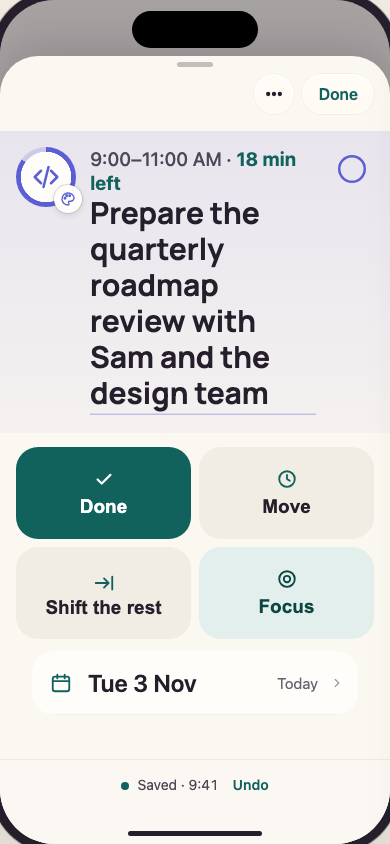 Done
9:00–11:00 AM · 18 min
left
Prepare the
quarterly
roadmap
review with
Sam and the
design team
Done
Move
Shift the rest
Focus
Tue 3 Nov
Today
Saved · 9:41 Undo